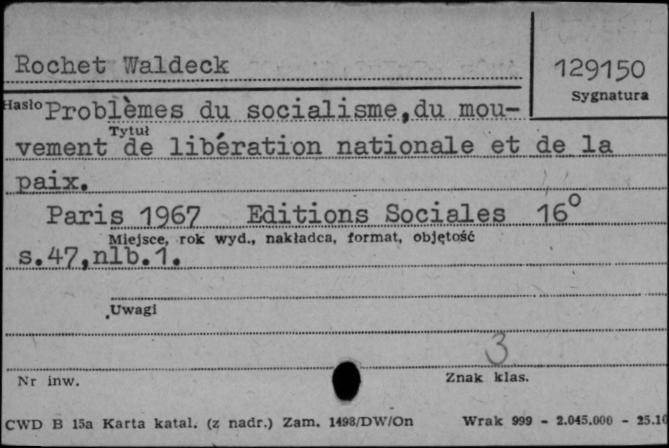 Rochet Waldeck
129150
Sygnatura
Hasło Problèmes du socialisme,du mou-
Tytuł
vement de libération nationale et de la
paix.
Paris 1967 Editions Sociales 16°
Miejsce, rok wyd., nakładca, format, objętość
s.47,nlb.1.
Uwagi
3
Nr inw. Znak klas.
CWD B 15a Karta katal. (z nadr.) Zam. 1498/DW/On Wrak 999 - 2.045.000 - 25.10